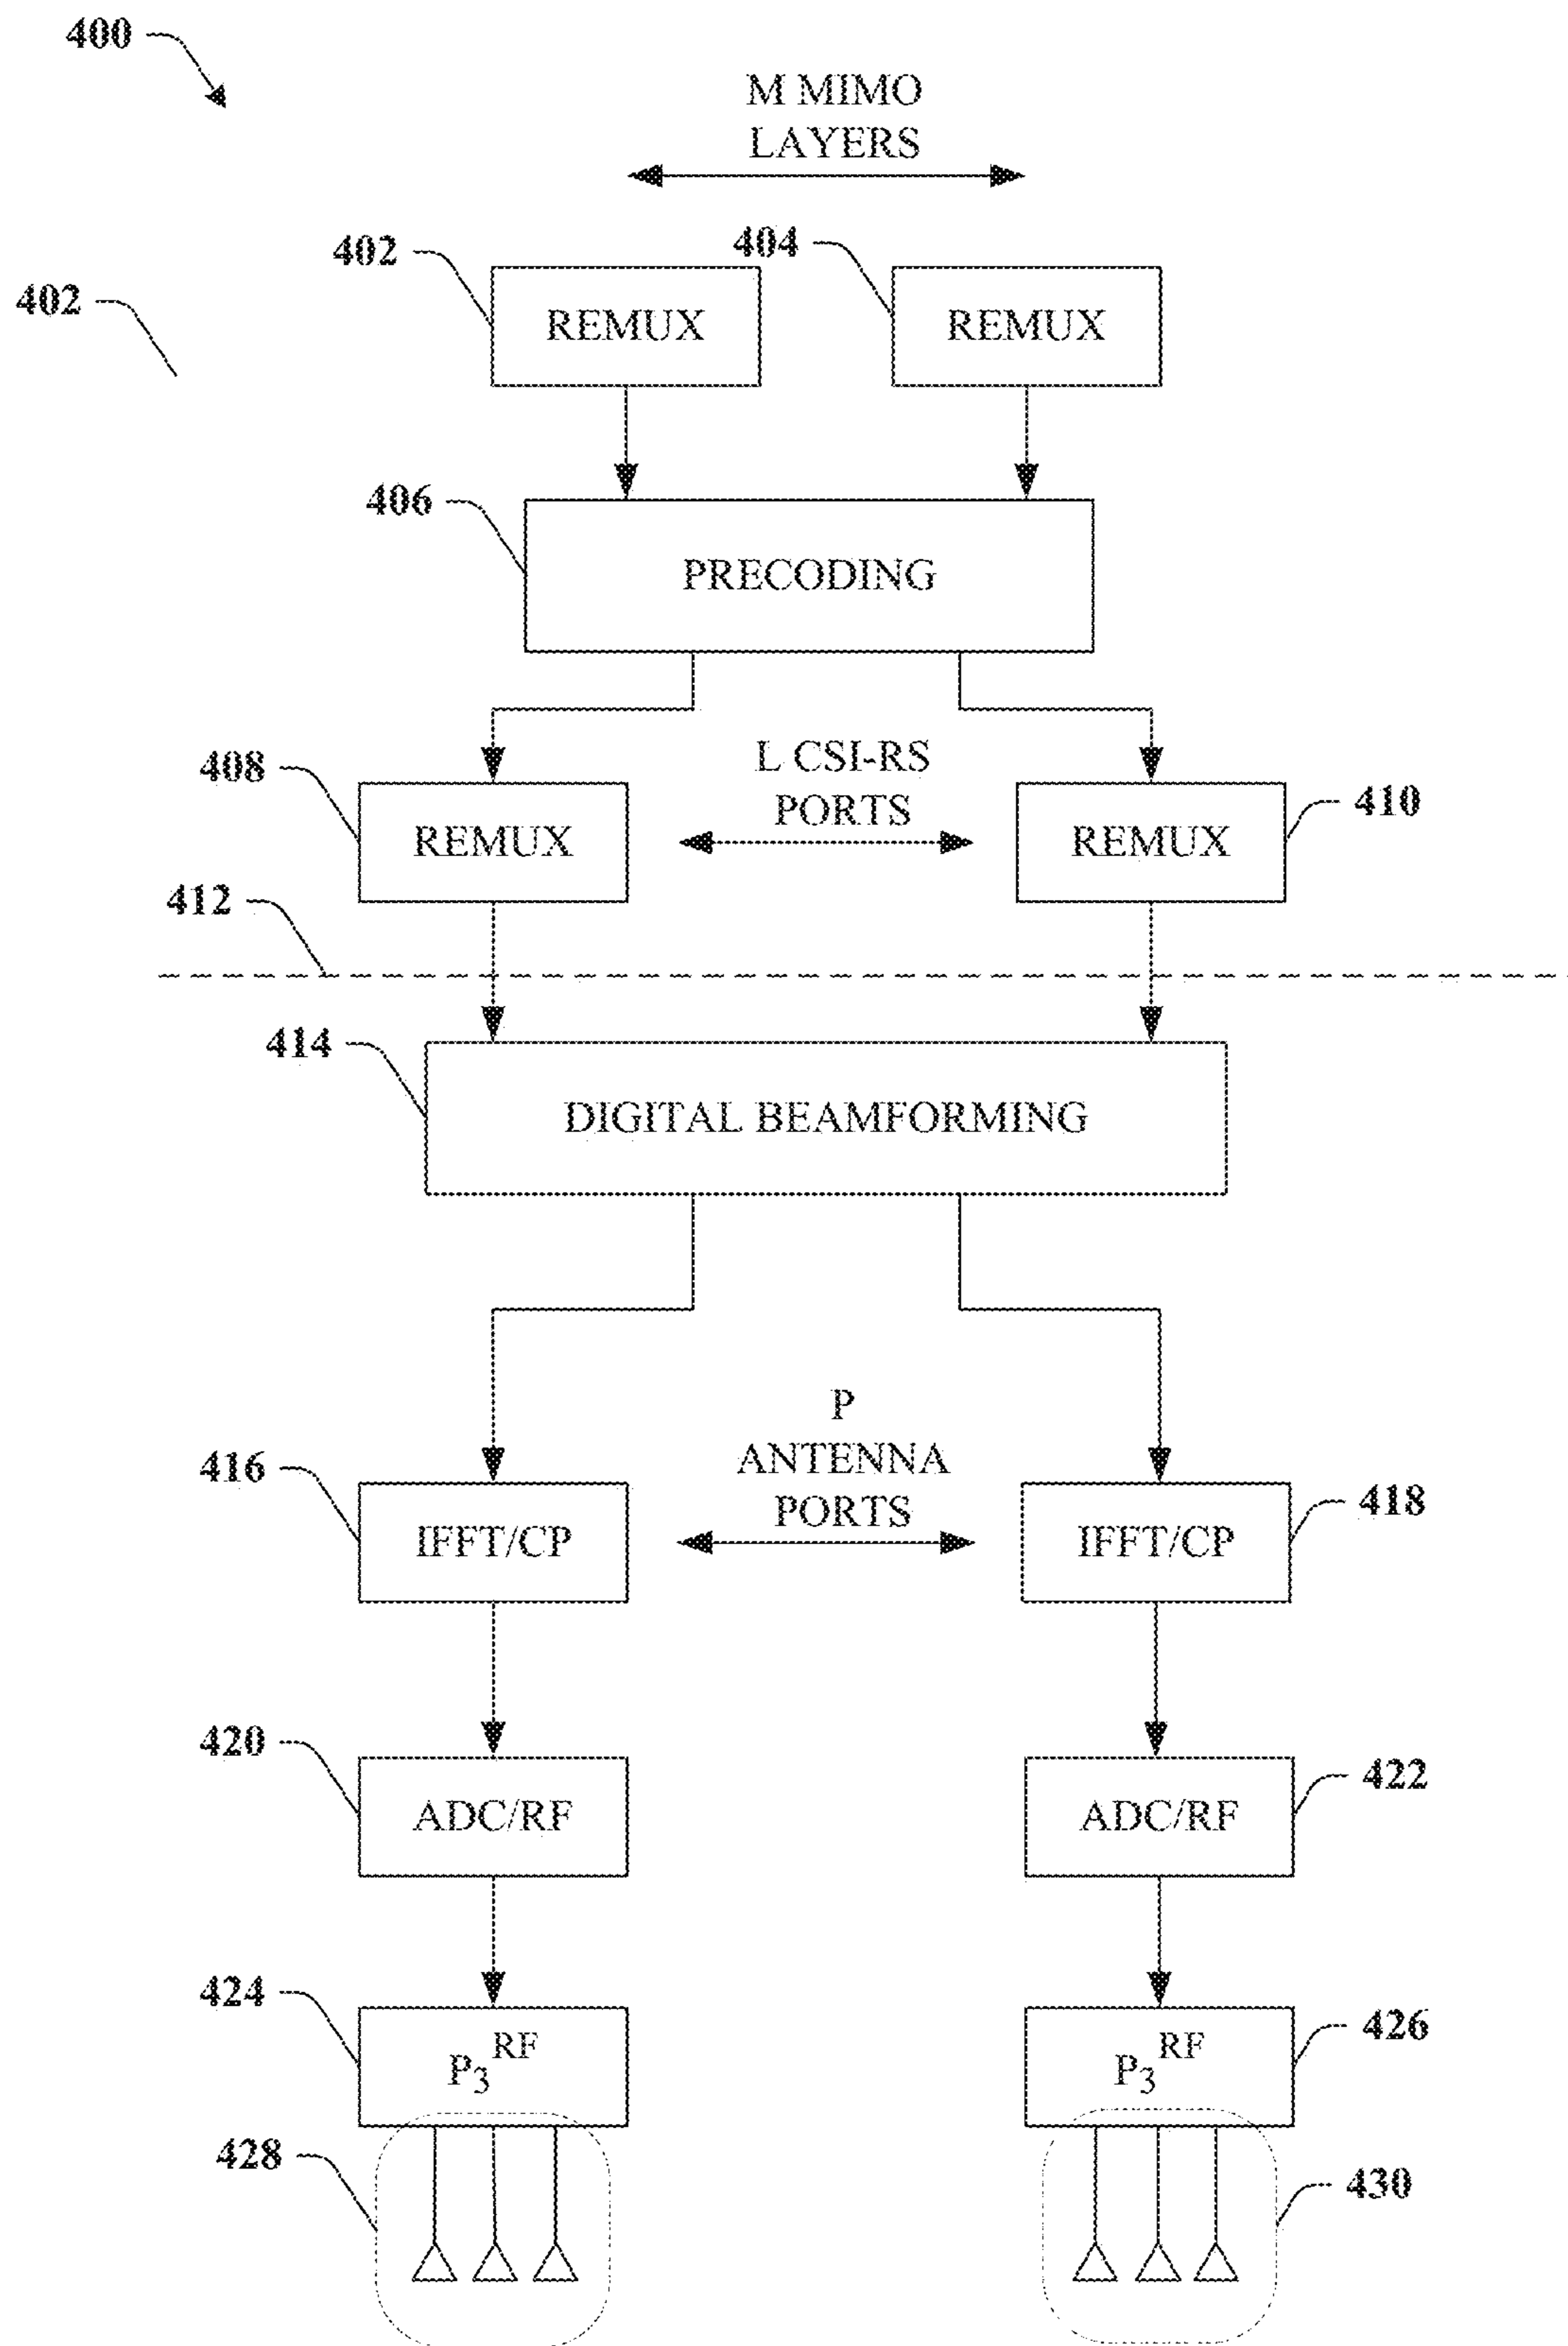 400
M MIMO
LAYERS
402
404
402
REMUX
REMUX
406
PRECODING
408
L CSI-RS
PORTS
410
REMUX
REMUX
412
414
DIGITAL BEAMFORMING
P
ANTENNA
PORTS
416
418
IFFT/CP
IFFT/CP
420
422
ADC/RF
ADC/RF
424
426
P3RF
P3RF
428
430